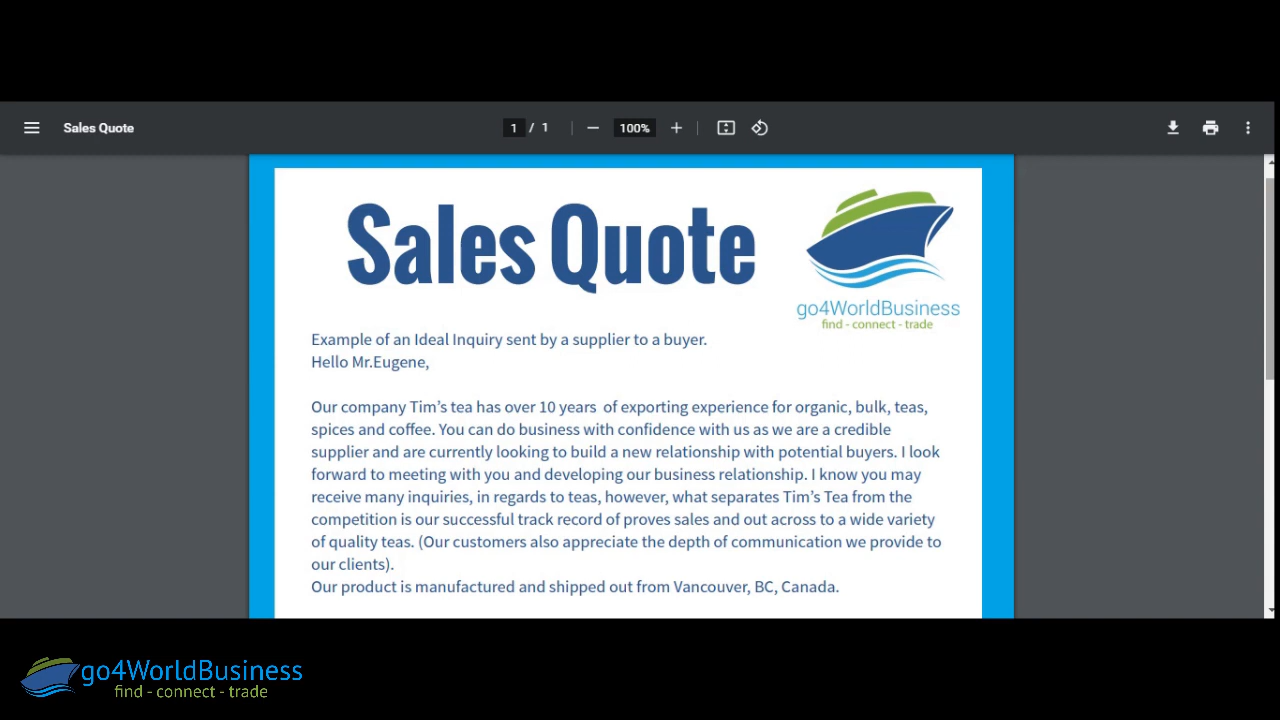 Sales Quote
1 / 1
100%
Sales Quote
go4WorldBusiness
find - connect - trade
Example of an Ideal Inquiry sent by a supplier to a buyer.
Hello Mr.Eugene,
Our company Tim's tea has over 10 years of exporting experience for organic, bulk, teas,
spices and coffee. You can do business with confidence with us as we are a credible
supplier and are currently looking to build a new relationship with potential buyers. I look
forward to meeting with you and developing our business relationship. I know you may
receive many inquiries, in regards to teas, however, what separates Tim's Tea from the
competition is our successful track record of proves sales and out across to a wide variety
of quality teas. (Our customers also appreciate the depth of communication we provide to
our clients).
Our product is manufactured and shipped out from Vancouver, BC, Canada.
go4WorldBusiness
find - connect - trade